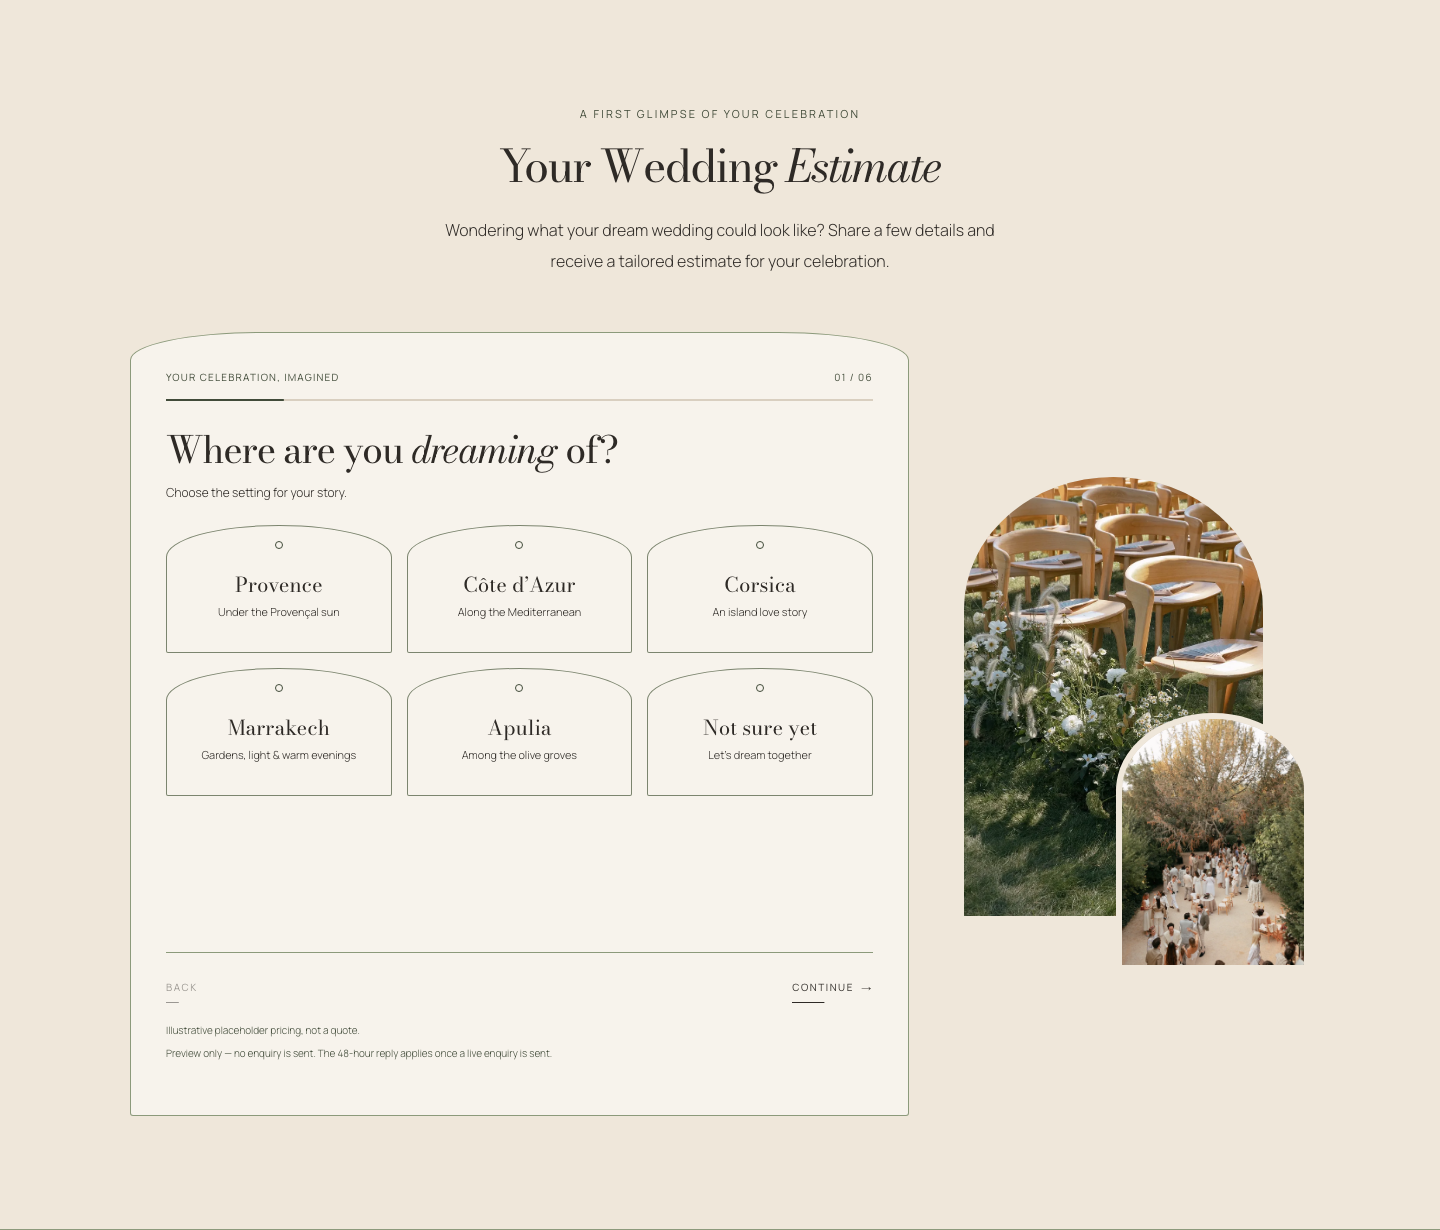 A FIRST GLIMPSE OF YOUR CELEBRATION
Your Wedding Estimate
Wondering what your dream wedding could look like? Share a few details and
receive a tailored estimate for your celebration.
YOUR CELEBRATION, IMAGINED
01 / 06
Where are you dreaming of?
Choose the setting for your story.
Provence
Under the Provençal sun
Côte d’Azur
Along the Mediterranean
Corsica
An island love story
Marrakech
Gardens, light & warm evenings
Apulia
Among the olive groves
Not sure yet
Let’s dream together
BACK
CONTINUE →
Illustrative placeholder pricing, not a quote.
Preview only — no enquiry is sent. The 48-hour reply applies once a live enquiry is sent.